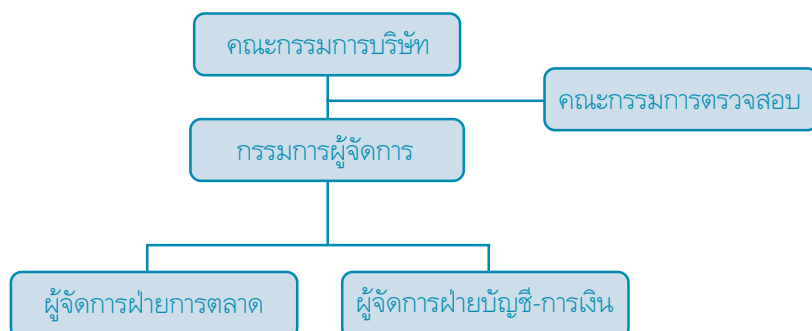 คณะกรรมการบริษัท
คณะกรรมการตรวจสอบ
กรรมการผู้จัดการ
ผู้จัดการฝ่ายการตลาด
ผู้จัดการฝ่ายบัญชี-การเงิน